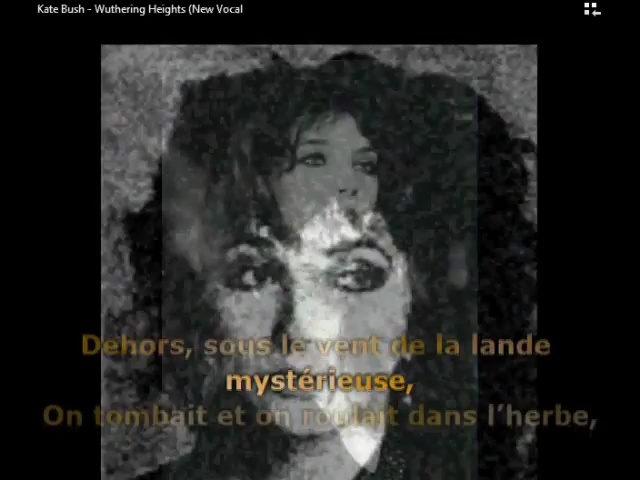 Kate Bush - Wuthering Heights (New Vocal
Dehors, sous le vent de la lande
mystérieuse,
On tombait et on roulait dans l’herbe,